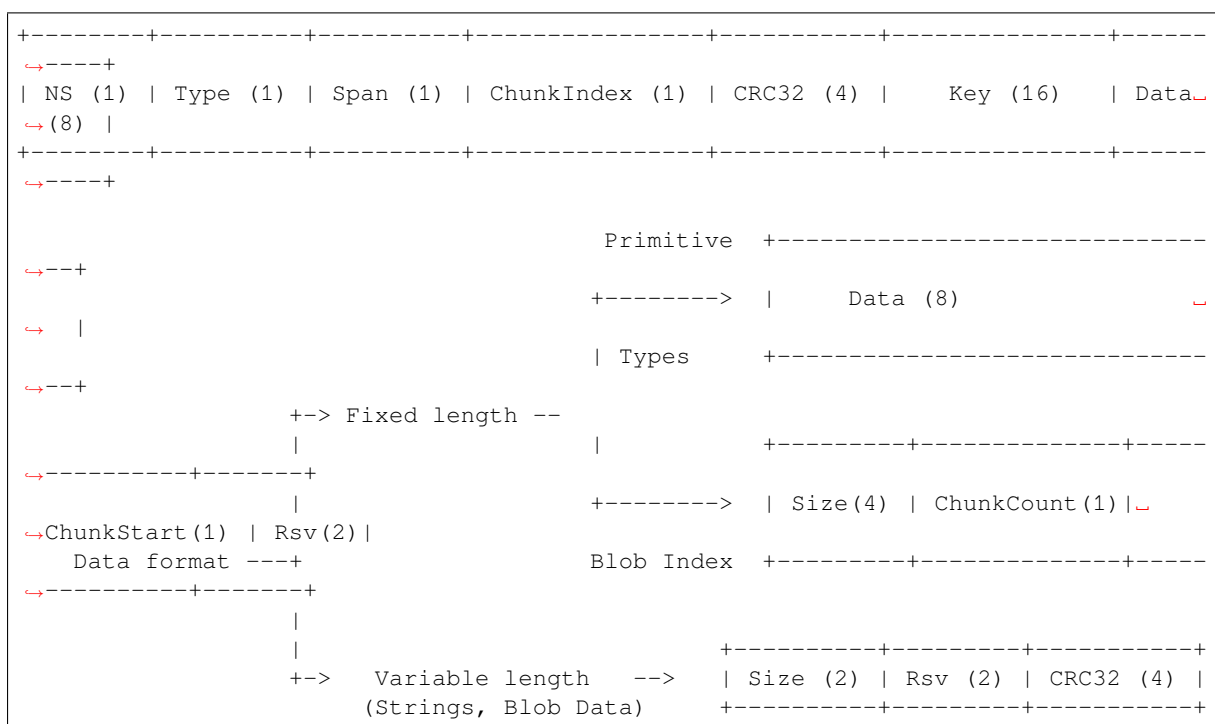 +--------+----------+----------+---------------+-----------+--------------+------
↪----+
| NS (1) | Type (1) | Span (1) | ChunkIndex (1) | CRC32 (4) |    Key (16)   | Data␣
↪(8) |
+--------+----------+----------+---------------+-----------+--------------+------
↪----+
Primitive  +-----------------------------
↪--+
+-------->  |     Data (8)                ␣
↪  |
| Types     +-----------------------------
↪--+
+-> Fixed length --
|                    |           +---------+--------------+-----
↪----------+-------+
|                    +-------->  | Size(4) | ChunkCount(1)|␣
↪ChunkStart(1) | Rsv(2)|
Data format ---+                    Blob Index  +---------+--------------+-----
↪----------+-------+
|
|                             +----------+---------+-----------+
+->   Variable length   -->   | Size (2) | Rsv (2) | CRC32 (4) |
(Strings, Blob Data)     +----------+---------+-----------+